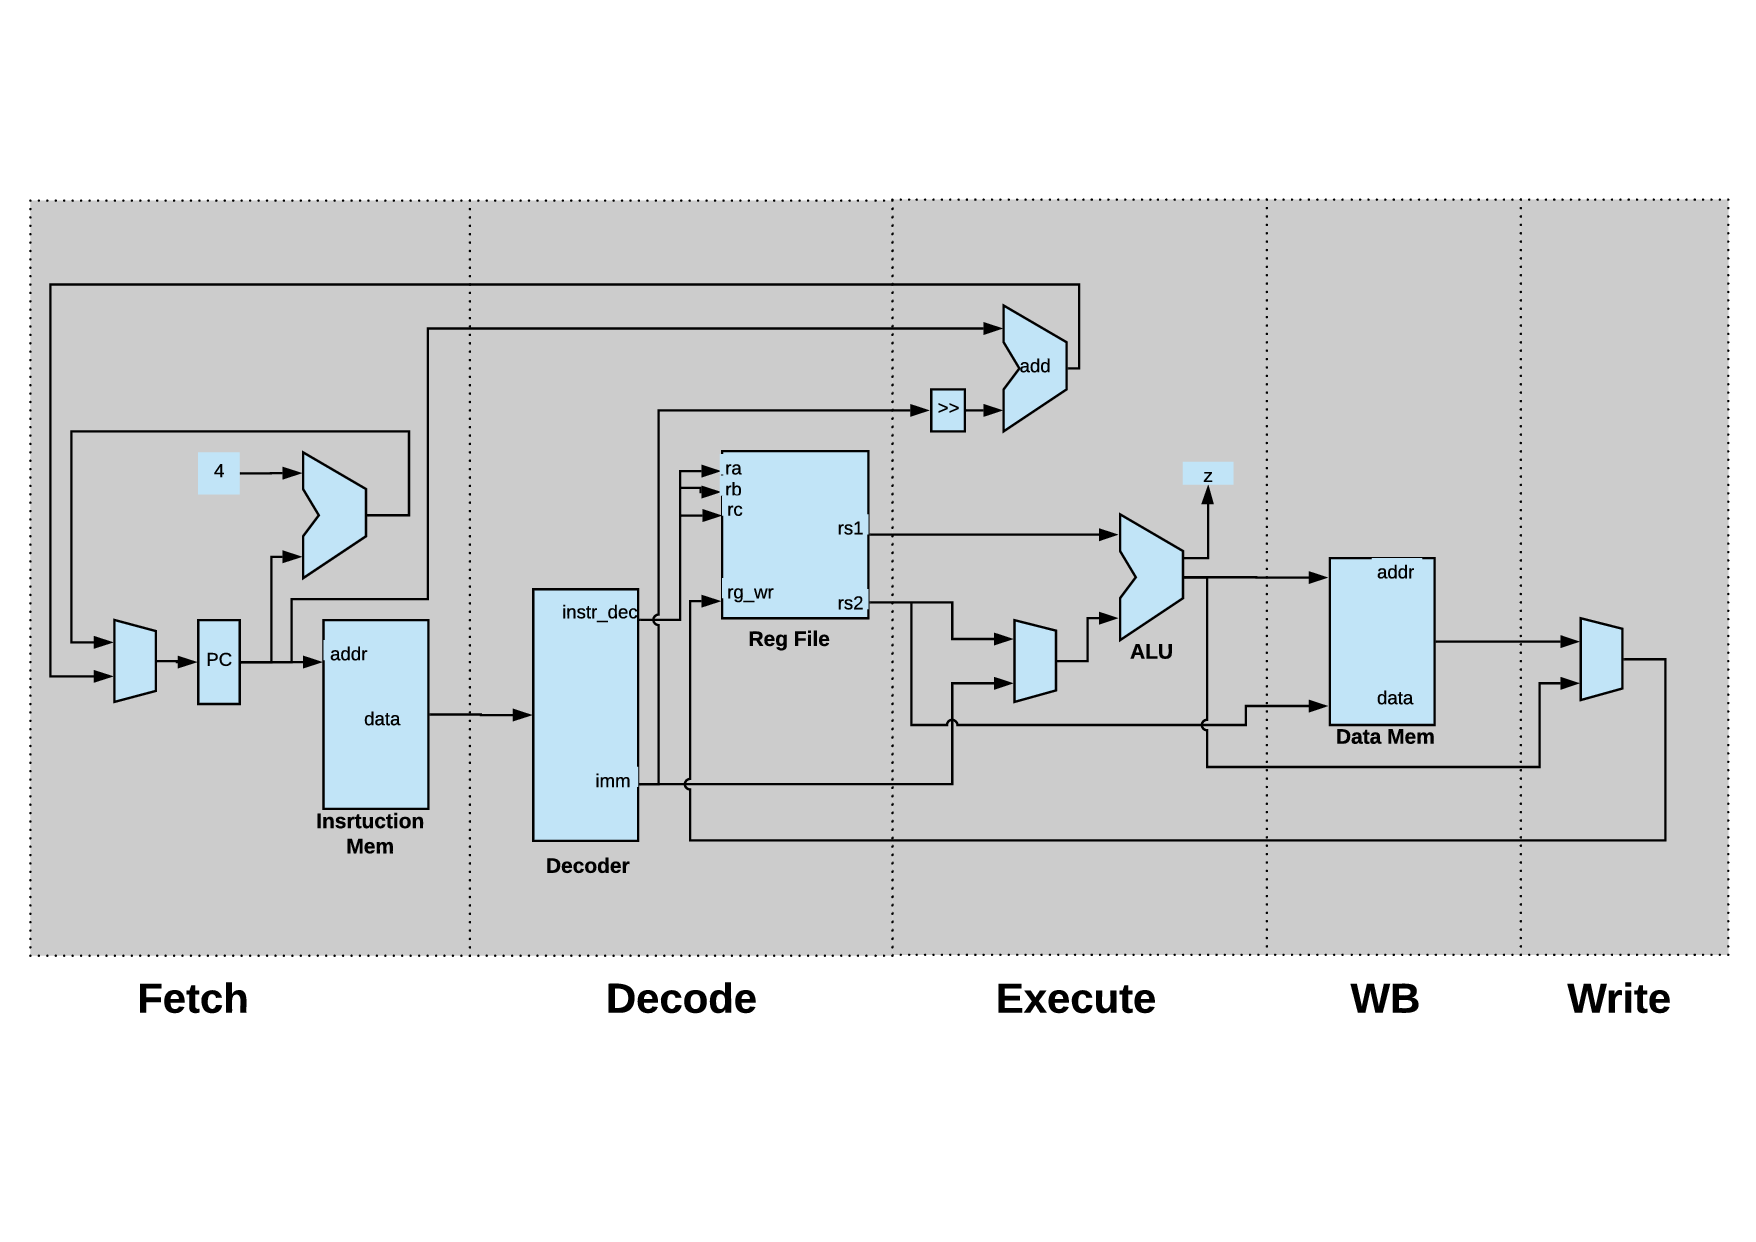 add
>>
4
ra
rb
rc
rs1
rg_wr
rs2
Reg File
z
ALU
PC
addr
data
Insrtuction
Mem
instr_dec
imm
Decoder
addr
data
Data Mem
Fetch
Decode
Execute
WB
Write